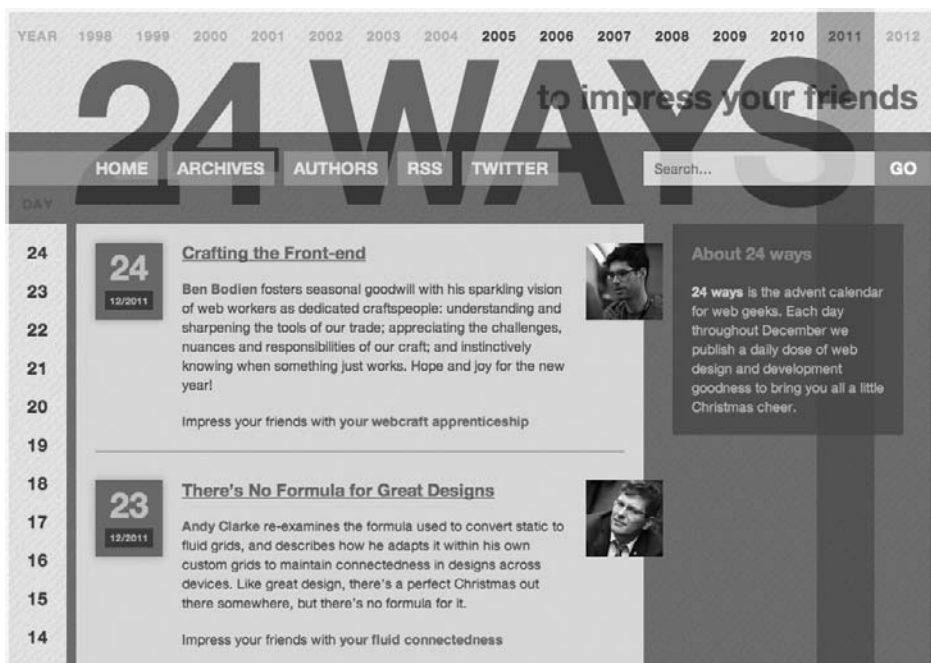 YEAR 1998 1999 2000 2001 2002 2003 2004 2005 2006 2007 2008 2009 2010 2011 2012
24 WAYS
to impress your friends
HOME ARCHIVES AUTHORS RSS TWITTER Search... GO
DAY
24
23
22
21
20
19
18
17
16
15
14
24
12/2011
Crafting the Front-end
Ben Bodien fosters seasonal goodwill with his sparkling vision
of web workers as dedicated craftspeople: understanding and
sharpening the tools of our trade; appreciating the challenges,
nuances and responsibilities of our craft; and instinctively
knowing when something just works. Hope and joy for the new
year!
Impress your friends with your webcraft apprenticeship
23
12/2011
There's No Formula for Great Designs
Andy Clarke re-examines the formula used to convert static to
fluid grids, and describes how he adapts it within his own
custom grids to maintain connectedness in designs across
devices. Like great design, there's a perfect Christmas out
there somewhere, but there's no formula for it.
Impress your friends with your fluid connectedness
About 24 ways
24 ways is the advent calendar
for web geeks. Each day
throughout December we
publish a daily dose of web
design and development
goodness to bring you all a little
Christmas cheer.